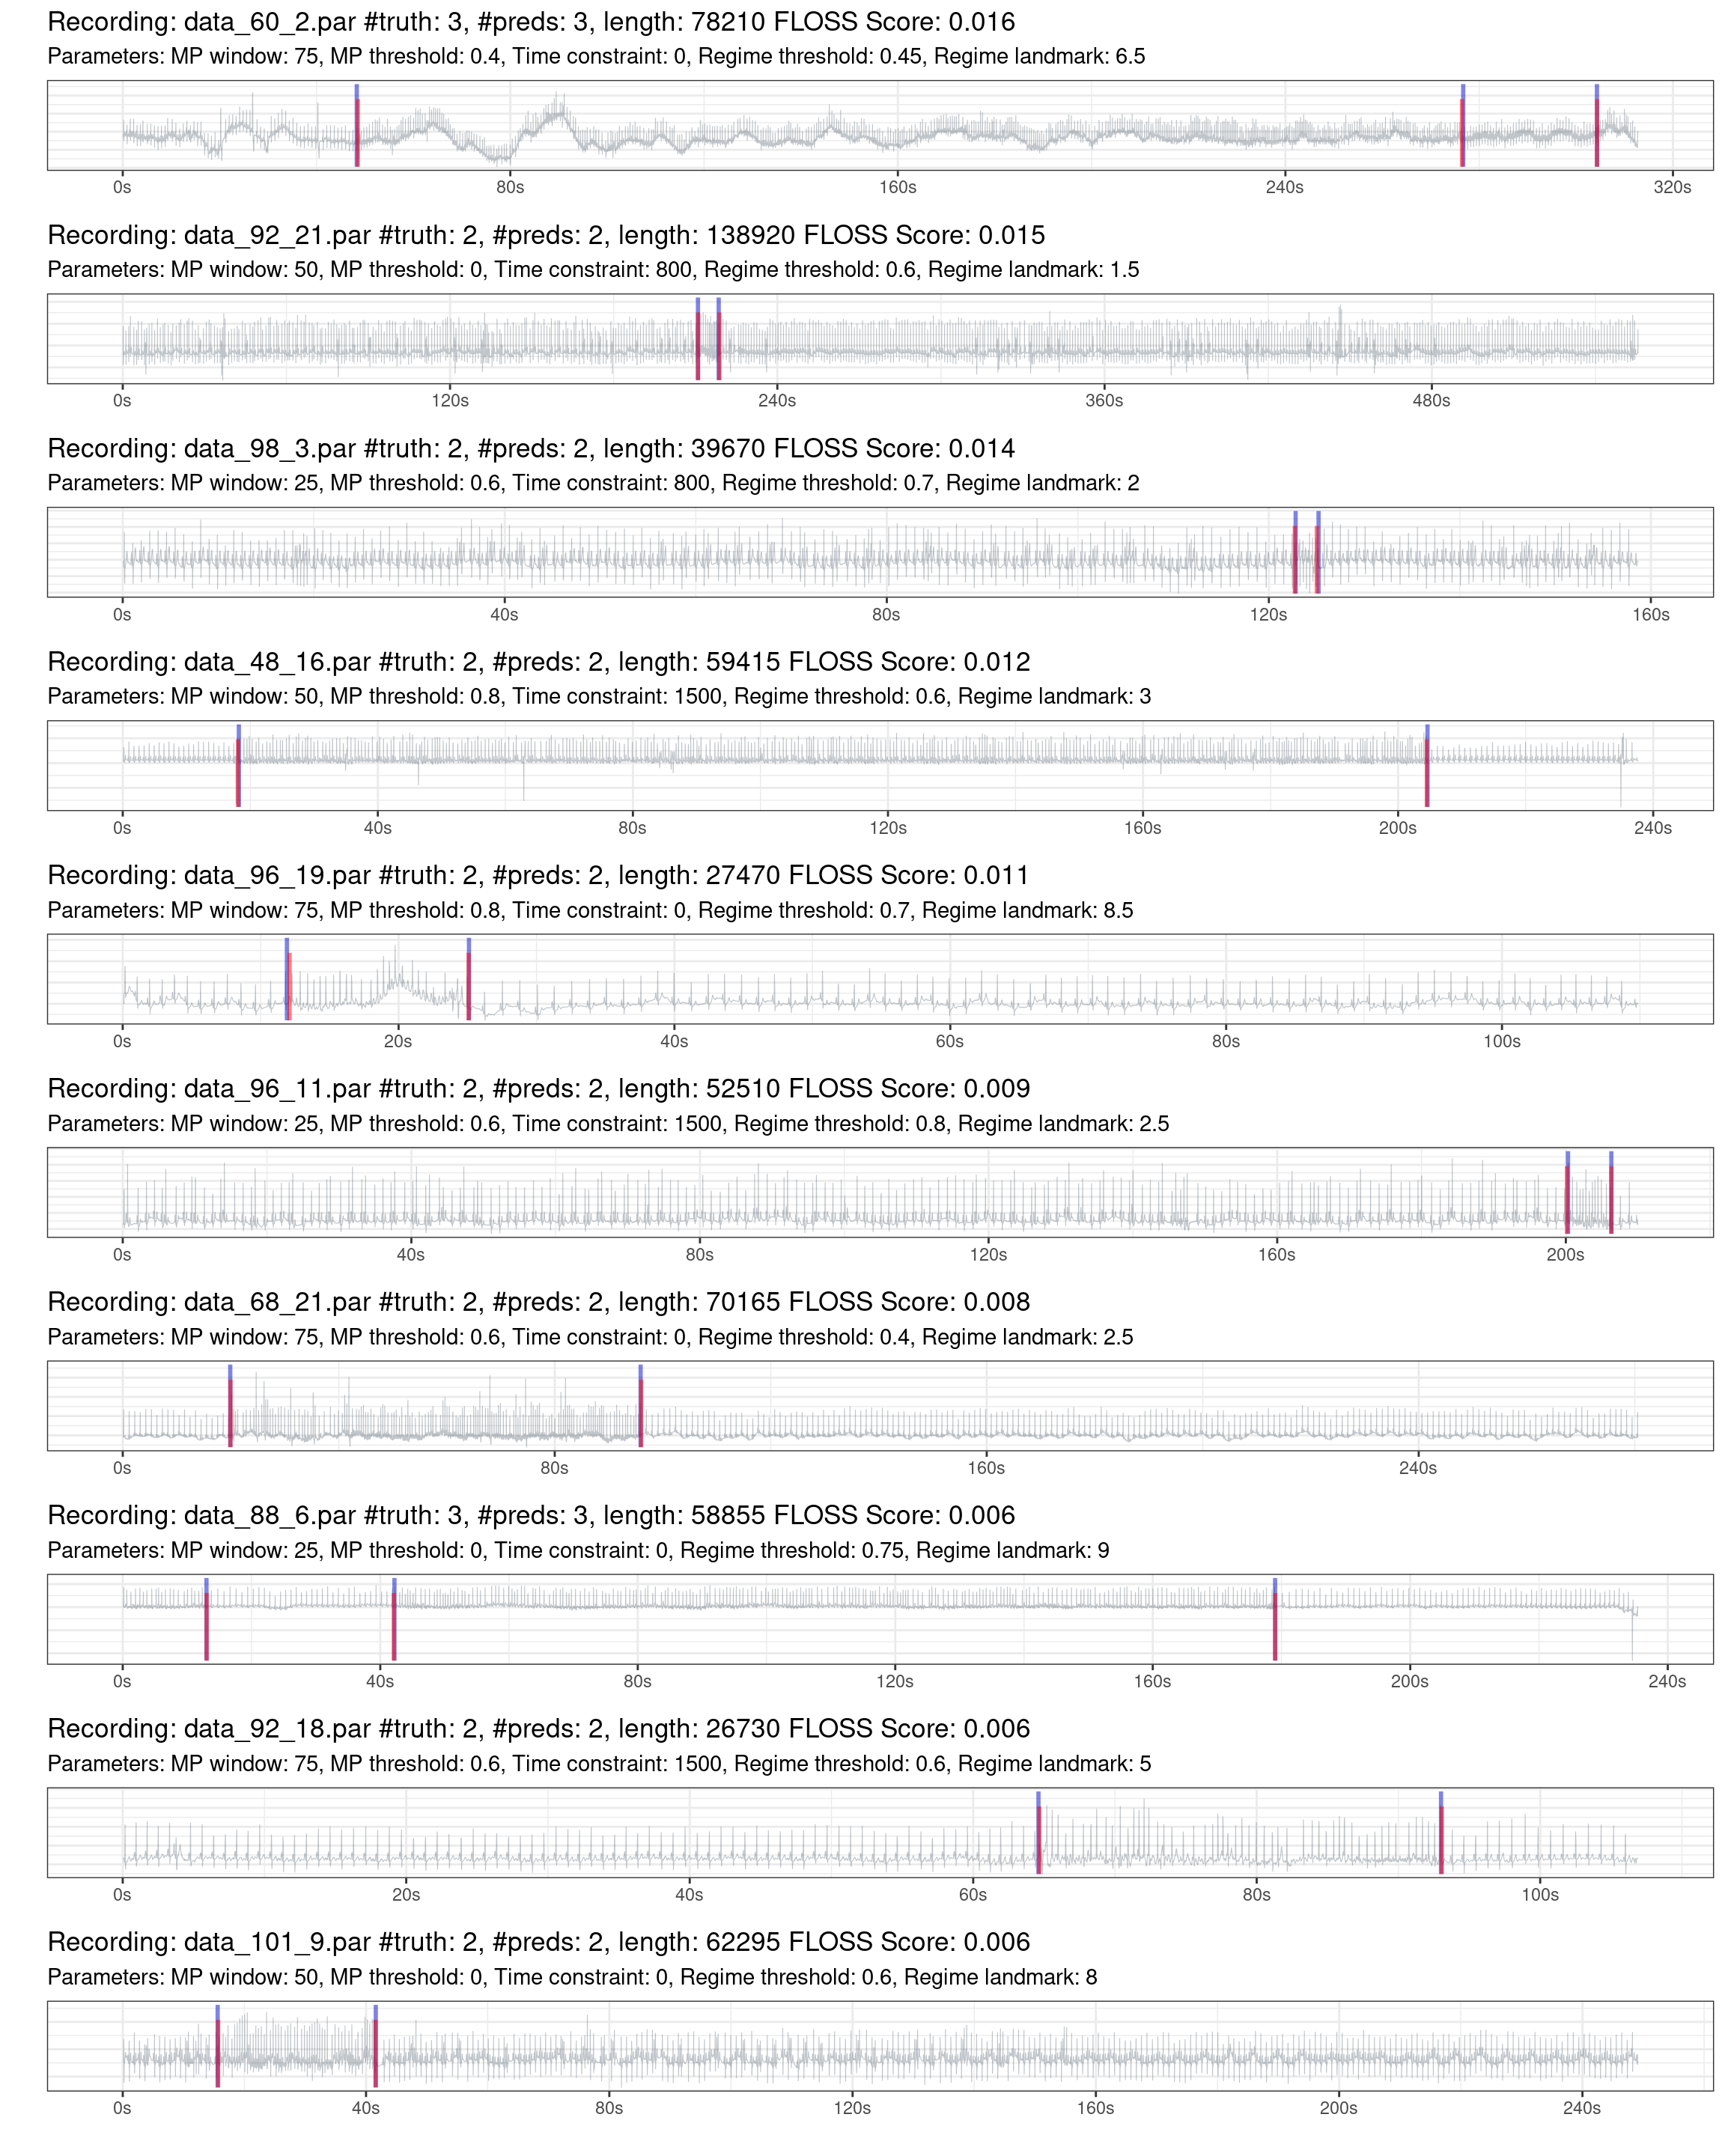 Recording: data_60_2.par #truth: 3, #preds: 3, length: 78210 FLOSS Score: 0.016
Parameters: MP window: 75, MP threshold: 0.4, Time constraint: 0, Regime threshold: 0.45, Regime landmark: 6.5
0s 80s 160s 240s 320s
Recording: data_92_21.par #truth: 2, #preds: 2, length: 138920 FLOSS Score: 0.015
Parameters: MP window: 50, MP threshold: 0, Time constraint: 800, Regime threshold: 0.6, Regime landmark: 1.5
0s 120s 240s 360s 480s
Recording: data_98_3.par #truth: 2, #preds: 2, length: 39670 FLOSS Score: 0.014
Parameters: MP window: 25, MP threshold: 0.6, Time constraint: 800, Regime threshold: 0.7, Regime landmark: 2
0s 40s 80s 120s 160s
Recording: data_48_16.par #truth: 2, #preds: 2, length: 59415 FLOSS Score: 0.012
Parameters: MP window: 50, MP threshold: 0.8, Time constraint: 1500, Regime threshold: 0.6, Regime landmark: 3
0s 40s 80s 120s 160s 200s 240s
Recording: data_96_19.par #truth: 2, #preds: 2, length: 27470 FLOSS Score: 0.011
Parameters: MP window: 75, MP threshold: 0.8, Time constraint: 0, Regime threshold: 0.7, Regime landmark: 8.5
0s 20s 40s 60s 80s 100s
Recording: data_96_11.par #truth: 2, #preds: 2, length: 52510 FLOSS Score: 0.009
Parameters: MP window: 25, MP threshold: 0.6, Time constraint: 1500, Regime threshold: 0.8, Regime landmark: 2.5
0s 40s 80s 120s 160s 200s
Recording: data_68_21.par #truth: 2, #preds: 2, length: 70165 FLOSS Score: 0.008
Parameters: MP window: 75, MP threshold: 0.6, Time constraint: 0, Regime threshold: 0.4, Regime landmark: 2.5
0s 80s 160s 240s
Recording: data_88_6.par #truth: 3, #preds: 3, length: 58855 FLOSS Score: 0.006
Parameters: MP window: 25, MP threshold: 0, Time constraint: 0, Regime threshold: 0.75, Regime landmark: 9
0s 40s 80s 120s 160s 200s 240s
Recording: data_92_18.par #truth: 2, #preds: 2, length: 26730 FLOSS Score: 0.006
Parameters: MP window: 75, MP threshold: 0.6, Time constraint: 1500, Regime threshold: 0.6, Regime landmark: 5
0s 20s 40s 60s 80s 100s
Recording: data_101_9.par #truth: 2, #preds: 2, length: 62295 FLOSS Score: 0.006
Parameters: MP window: 50, MP threshold: 0, Time constraint: 0, Regime threshold: 0.6, Regime landmark: 8
0s 40s 80s 120s 160s 200s 240s